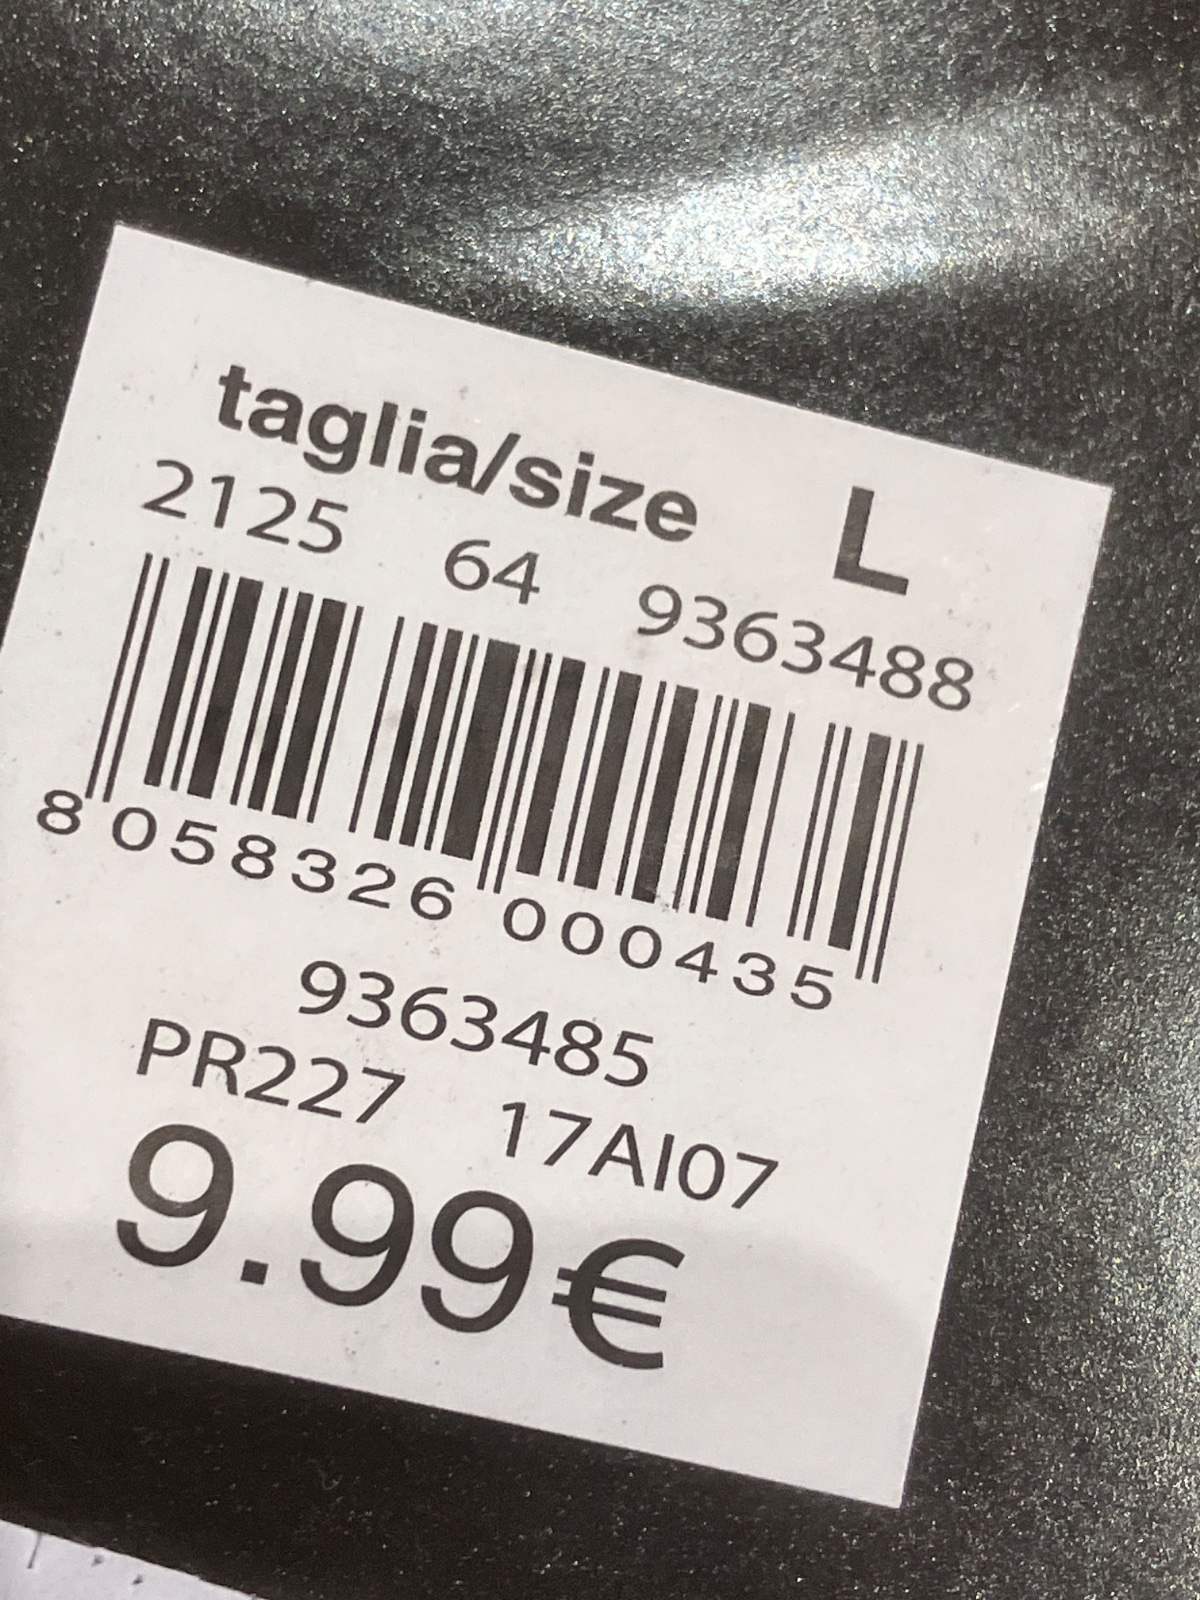 taglia/size L
2125 64 9363488
8 058326 000435
9363485
PR227 17AI07
9.99€